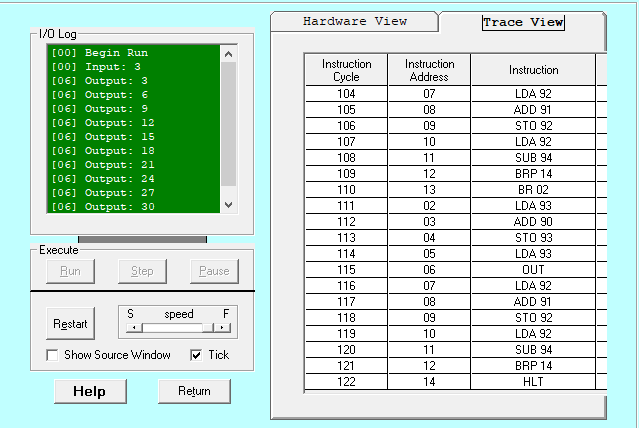 Hardware View
Trace View
I/O Log
[00] Begin Run
[00] Input: 3
[06] Output: 3
[06] Output: 6
[06] Output: 9
[06] Output: 12
[06] Output: 15
[06] Output: 18
[06] Output: 21
[06] Output: 24
[06] Output: 27
[06] Output: 30
Execute
Run Step Pause
Restart
S speed F
Show Source Window Tick
Help Return
Instruction Cycle Instruction Address Instruction
104 07 LDA 92
105 08 ADD 91
106 09 STO 92
107 10 LDA 92
108 11 SUB 94
109 12 BRP 14
110 13 BR 02
111 02 LDA 93
112 03 ADD 90
113 04 STO 93
114 05 LDA 93
115 06 OUT
116 07 LDA 92
117 08 ADD 91
118 09 STO 92
119 10 LDA 92
120 11 SUB 94
121 12 BRP 14
122 14 HLT